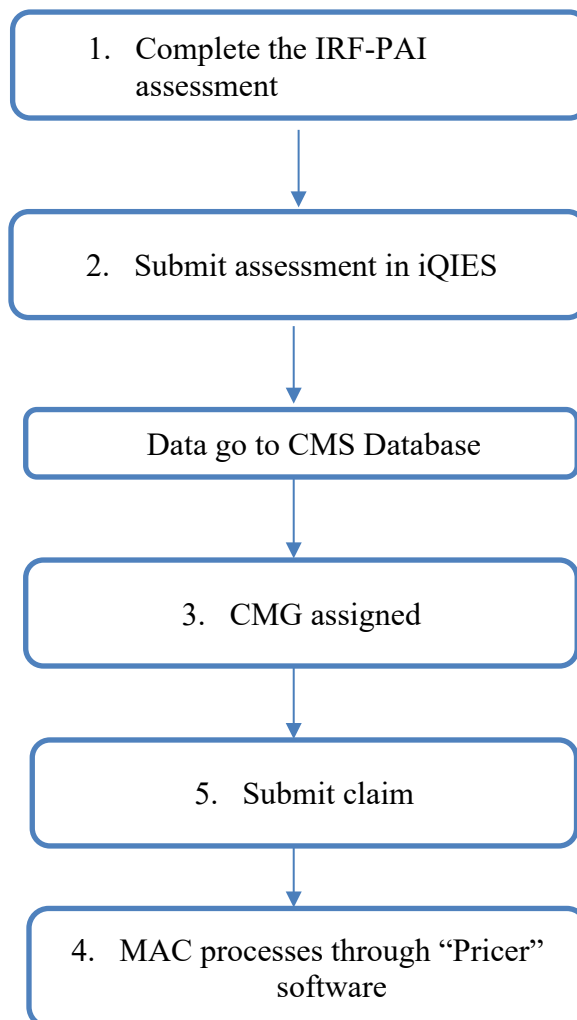 1. Complete the IRF-PAI
assessment
2. Submit assessment in iQIES
Data go to CMS Database
3. CMG assigned
5. Submit claim
4. MAC processes through “Pricer”
software